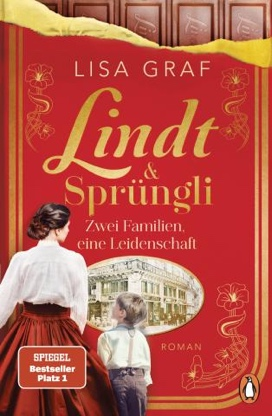 LISA GRAF
Lindt
& Sprüngli
Zwei Familien,
eine Leidenschaft
ROMAN
SPIEGEL
Bestseller
Platz 1